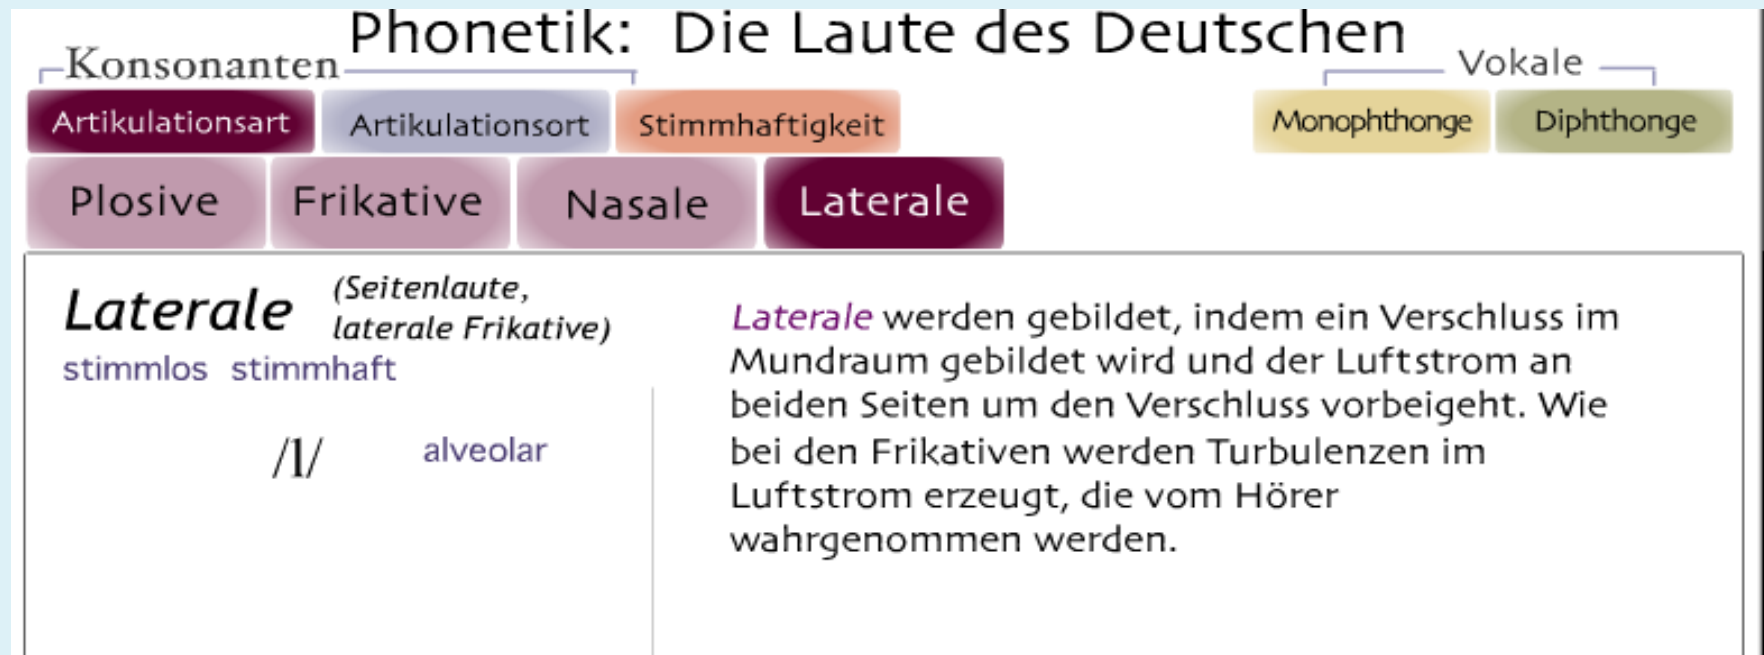 Phonetik: Die Laute des Deutschen
Konsonanten
Vokale
Artikulationsart Artikulationsort Stimmhaftigkeit
Monophthonge Diphthonge
Plosive Frikative Nasale Laterale
Laterale (Seitenlaute,
laterale Frikative)
stimmlos stimmhaft
/l/ alveolar
Laterale werden gebildet, indem ein Verschluss im
Mundraum gebildet wird und der Luftstrom an
beiden Seiten um den Verschluss vorbeigeht. Wie
bei den Frikativen werden Turbulenzen im
Luftstrom erzeugt, die vom Hörer
wahrgenommen werden.